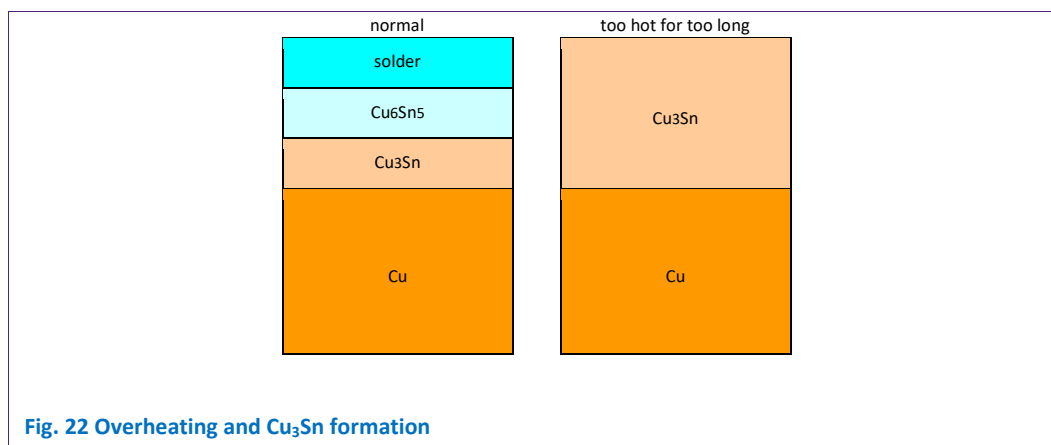 normal
too hot for too long
solder
Cu6Sn5
Cu3Sn
Cu
Cu3Sn
Cu
Fig. 22 Overheating and Cu₃Sn formation